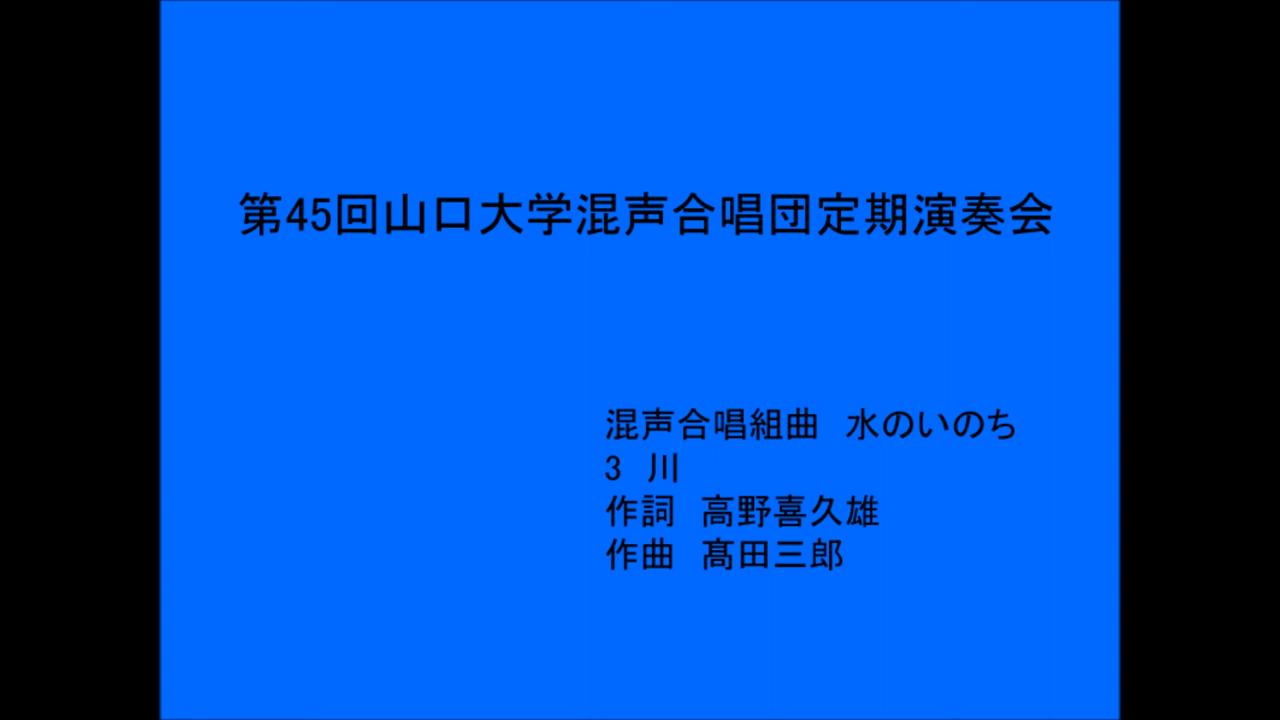 第45回山口大学混声合唱団定期演奏会
混声合唱組曲　水のいのち
3　川
作詞　高野喜久雄
作曲　髙田三郎